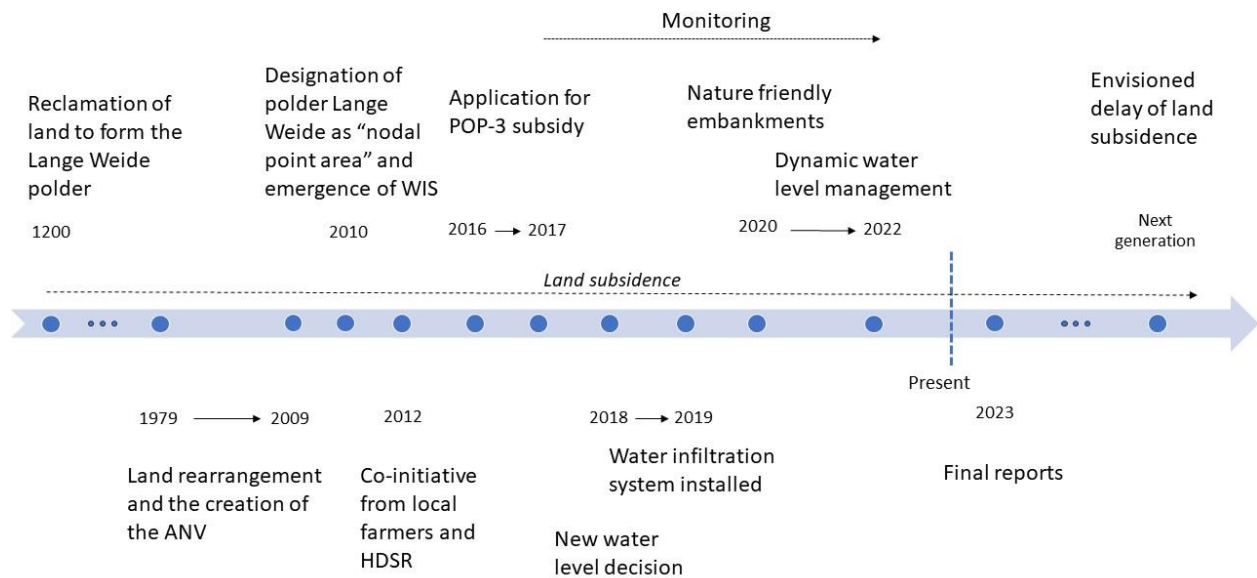 Monitoring
Reclamation of
land to form the
Lange Weide
polder
1200
Designation of
polder Lange
Weide as “nodal
point area” and
emergence of WIS
2010
Application for
POP-3 subsidy
2016
2017
Nature friendly
embankments
Dynamic water
level management
2020
2022
Envisioned
delay of land
subsidence
Next
generation
Land subsidence
Present
1979
2009
Land rearrangement
and the creation of
the ANV
2012
Co-initiative
from local
farmers and
HDSR
2018
2019
Water infiltration
system installed
New water
level decision
2023
Final reports